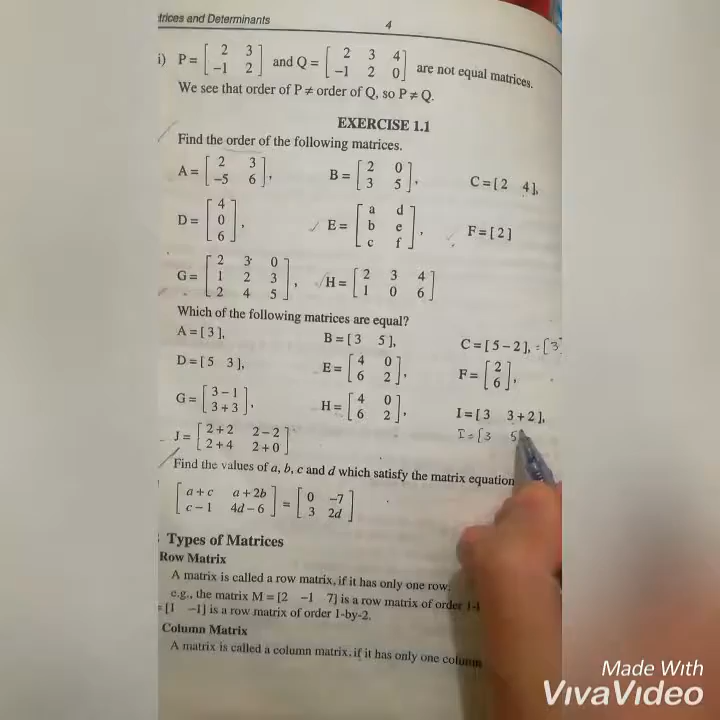 trices and Determinants 4
i) P = [ 2 3 ; −1 2 ] and Q = [ 2 3 4 ; −1 2 0 ] are not equal matrices.
We see that order of P ≠ order of Q, so P ≠ Q.
EXERCISE 1.1
Find the order of the following matrices.
A = [ 2 3 ; −5 6 ], B = [ 2 0 ; 3 5 ], C = [ 2 4 ],
D = [ 4 ; 0 ; 6 ], E = [ a d ; b e ; c f ], F = [ 2 ]
G = [ 2 3 0 ; 1 2 3 ; 2 4 5 ], H = [ 2 3 4 ; 1 0 6 ]
Which of the following matrices are equal?
A = [ 3 ], B = [ 3 5 ], C = [ 5 − 2 ], = [3]
D = [ 5 3 ], E = [ 4 0 ; 6 2 ], F = [ 2 ; 6 ],
G = [ 3 − 1 ; 3 + 3 ], H = [ 4 0 ; 6 2 ], I = [ 3 3 + 2 ],
I = [3 5
J = [ 2 + 2 2 − 2 ; 2 + 4 2 + 0 ]
Find the values of a, b, c and d which satisfy the matrix equation
[ a + c a + 2b ; c − 1 4d − 6 ] = [ 0 −7 ; 3 2d ]
Types of Matrices
Row Matrix
A matrix is called a row matrix, if it has only one row.
e.g., the matrix M = [2 −1 7] is a row matrix of order 1-
= [1 −1] is a row matrix of order 1-by-2.
Column Matrix
A matrix is called a column matrix, if it has only one column
Made With
VivaVideo